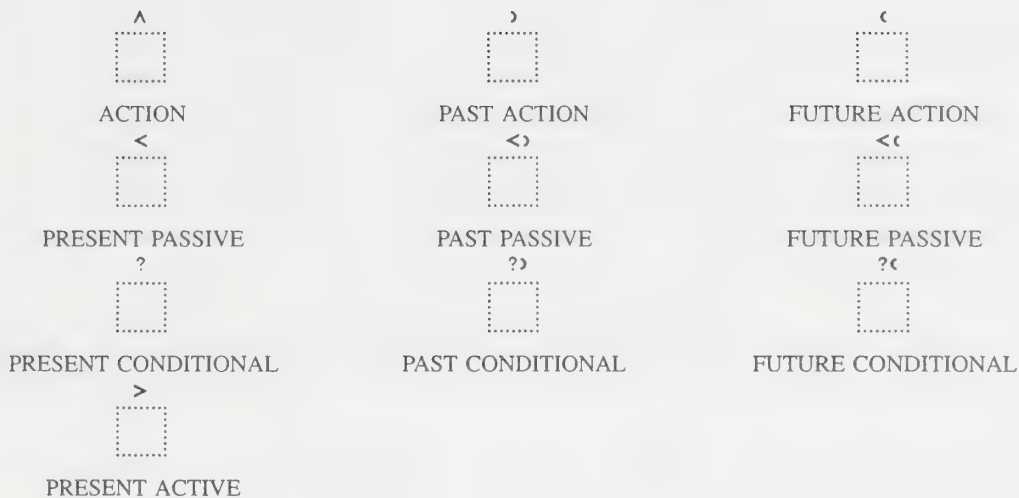 ^ ) (
ACTION PAST ACTION FUTURE ACTION
< <) <(
PRESENT PASSIVE PAST PASSIVE FUTURE PASSIVE
? ?) ?(
PRESENT CONDITIONAL PAST CONDITIONAL FUTURE CONDITIONAL
>
PRESENT ACTIVE